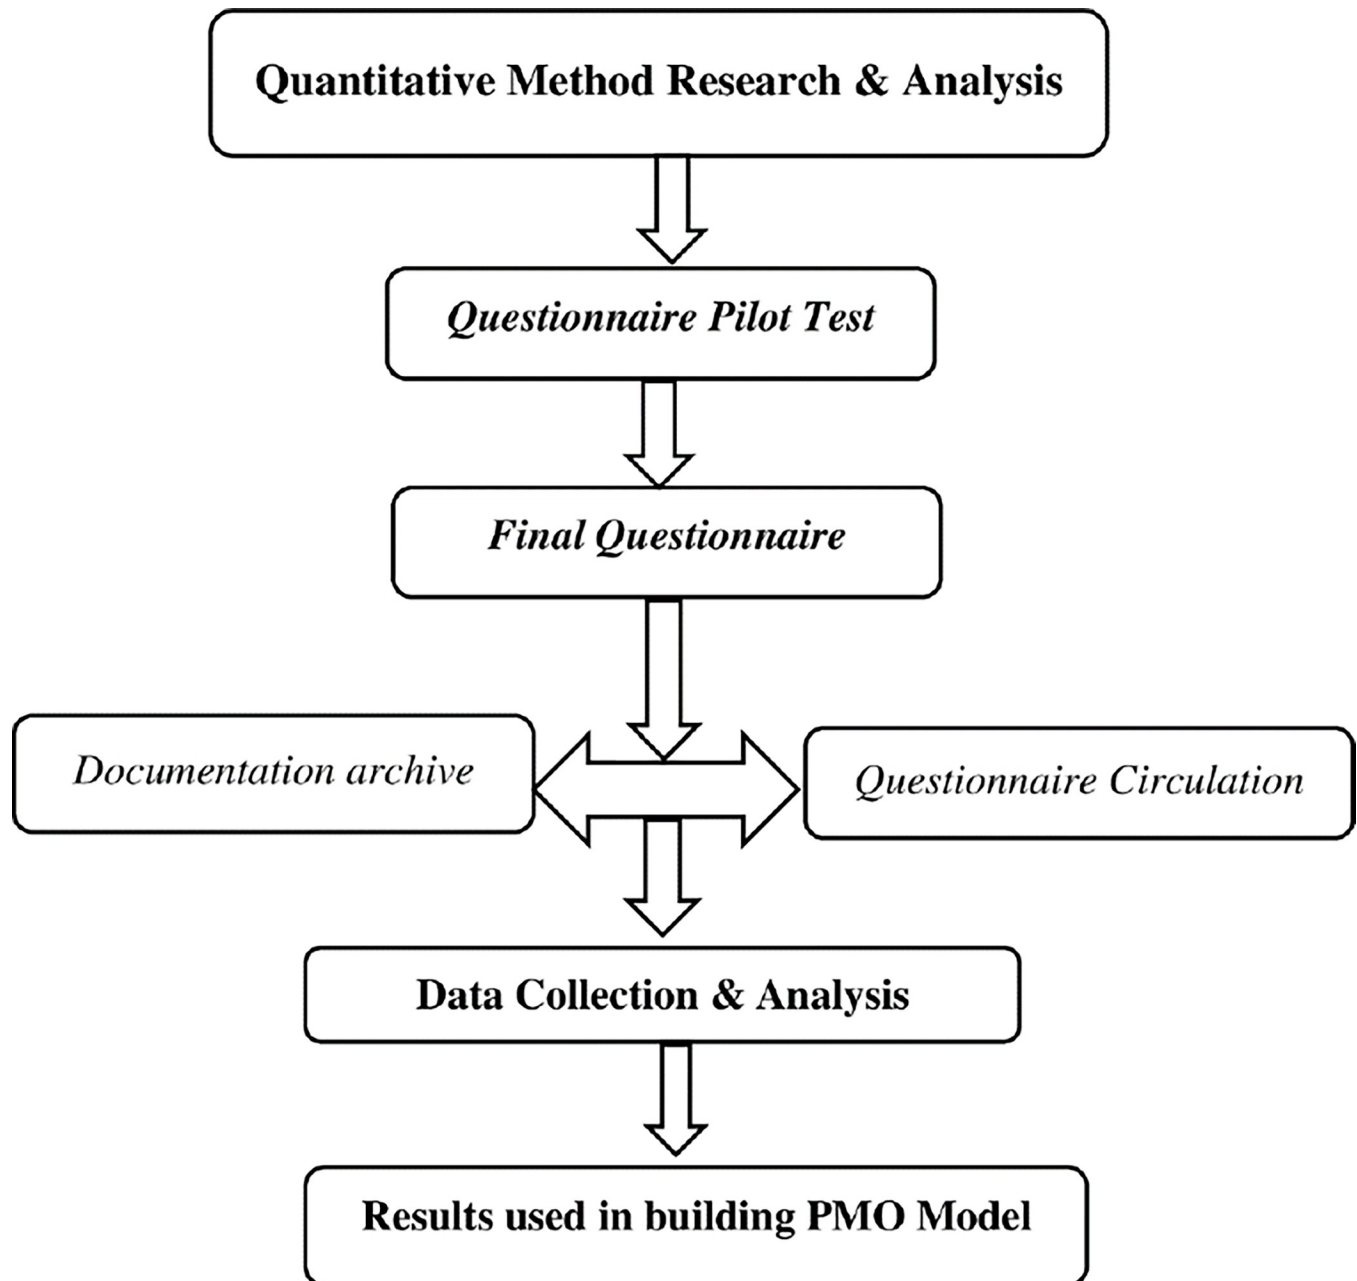 Quantitative Method Research & Analysis
Questionnaire Pilot Test
Final Questionnaire
Documentation archive
Questionnaire Circulation
Data Collection & Analysis
Results used in building PMO Model